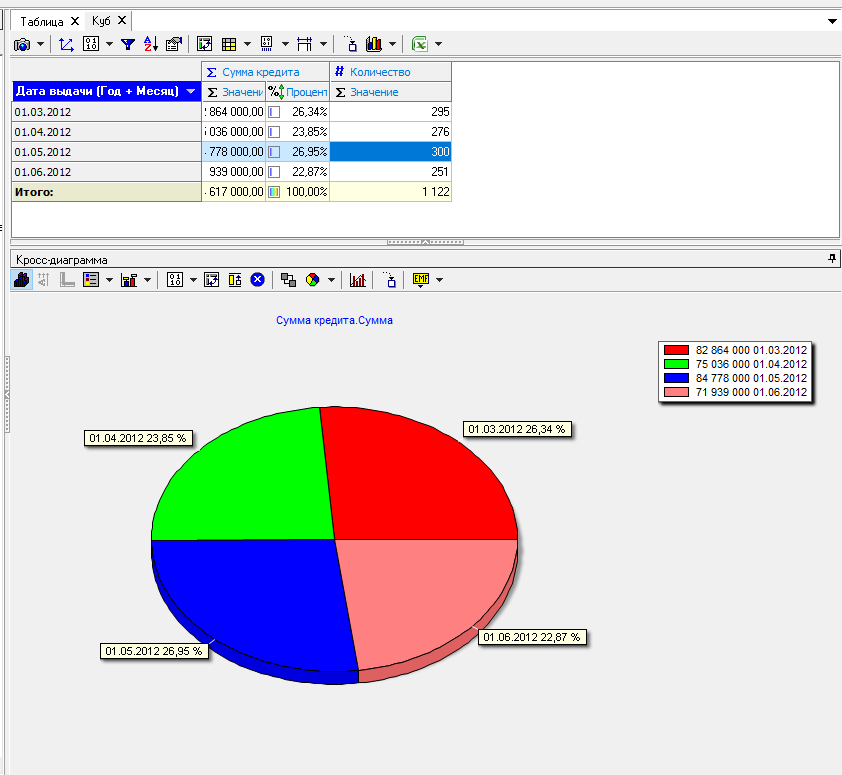 Таблица Куб
Σ Сумма кредита # Количество
Дата выдачи (Год + Месяц) Σ Значени % Процент Σ Значение
01.03.2012 864 000,00 26,34% 295
01.04.2012 036 000,00 23,85% 276
01.05.2012 778 000,00 26,95% 300
01.06.2012 939 000,00 22,87% 251
Итого: 617 000,00 100,00% 1 122
Кросс-диаграмма
EMF
Сумма кредита.Сумма
82 864 000 01.03.2012
75 036 000 01.04.2012
84 778 000 01.05.2012
71 939 000 01.06.2012
01.03.2012 26,34 %
01.04.2012 23,85 %
01.05.2012 26,95 %
01.06.2012 22,87 %